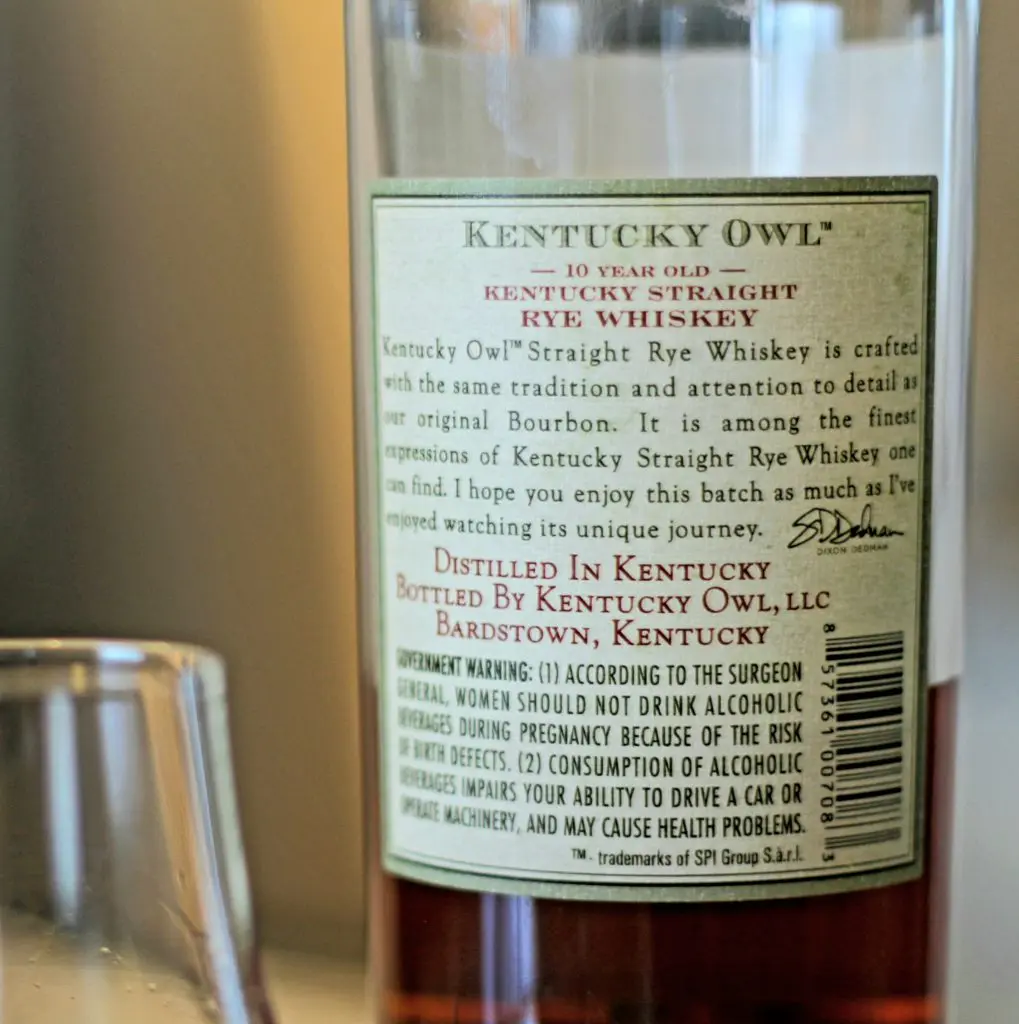 KENTUCKY OWL™
— 10 YEAR OLD —
KENTUCKY STRAIGHT
RYE WHISKEY
Kentucky Owl™ Straight Rye Whiskey is crafted
with the same tradition and attention to detail as
our original Bourbon. It is among the finest
expressions of Kentucky Straight Rye Whiskey one
can find. I hope you enjoy this batch as much as I've
enjoyed watching its unique journey.
SD Dedman
DIXON DEDMAN
DISTILLED IN KENTUCKY
BOTTLED BY KENTUCKY OWL, LLC
BARDSTOWN, KENTUCKY
GOVERNMENT WARNING: (1) ACCORDING TO THE SURGEON
GENERAL, WOMEN SHOULD NOT DRINK ALCOHOLIC
BEVERAGES DURING PREGNANCY BECAUSE OF THE RISK
OF BIRTH DEFECTS. (2) CONSUMPTION OF ALCOHOLIC
BEVERAGES IMPAIRS YOUR ABILITY TO DRIVE A CAR OR
OPERATE MACHINERY, AND MAY CAUSE HEALTH PROBLEMS.
™ - trademarks of SPI Group S.à.r.l.
8 57361 00708 3